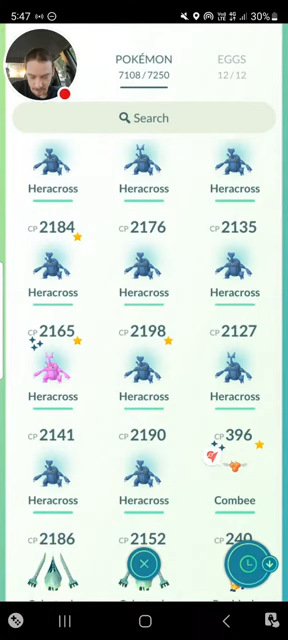 5:47
30%
POKÉMON
7108 / 7250
EGGS
12 / 12
Search
Heracross Heracross Heracross
CP 2184 CP 2176 CP 2135
Heracross Heracross Heracross
CP 2165 CP 2198 CP 2127
Heracross Heracross Heracross
CP 2141 CP 2190 CP 396
Heracross Heracross Combee
CP 2186 CP 2152 CP 240